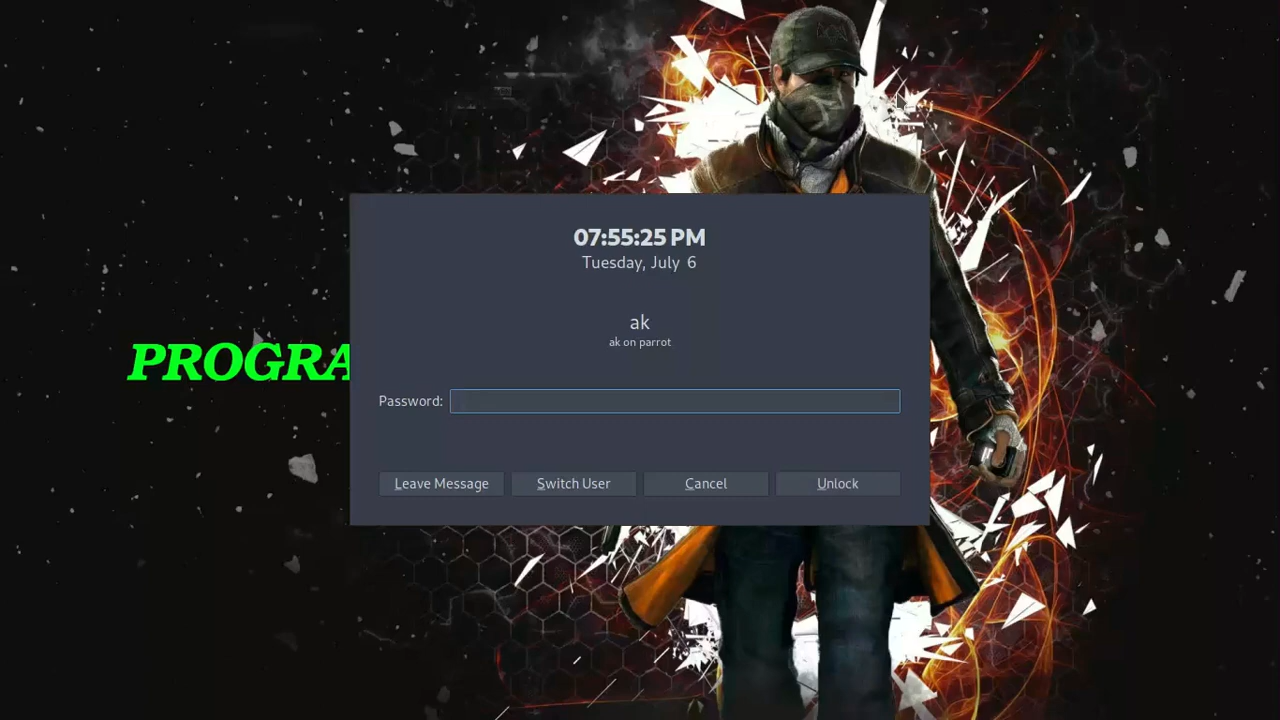 07:55:25 PM
Tuesday, July 6
ak
ak on parrot
PROGRA
Password:
Leave Message
Switch User
Cancel
Unlock